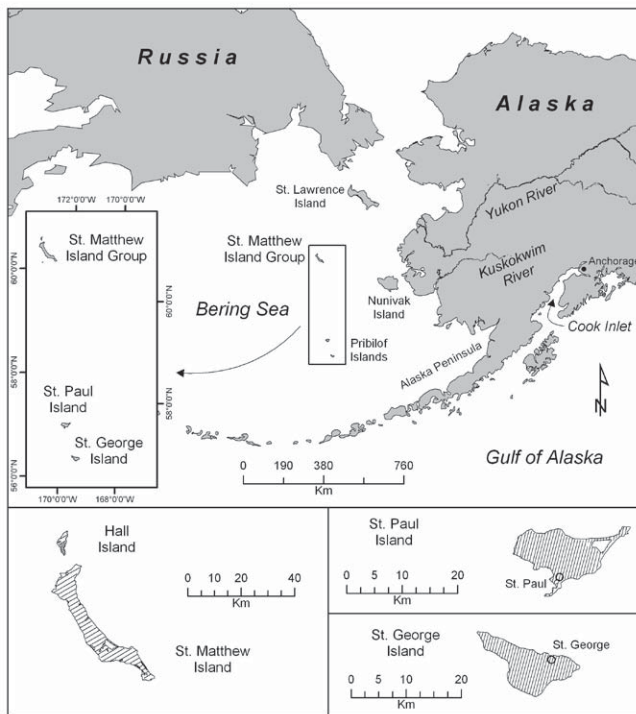 Russia
Alaska
St. Lawrence
Island
Yukon River
172°0'0"W 170°0'0"W
St. Matthew
Island Group
60°0'0"N
60°0'0"N
58°0'0"N
58°0'0"N
56°0'0"N
St. Paul
Island
St. George
Island
170°0'0"W 168°0'0"W
St. Matthew
Island Group
Bering Sea
Nunivak
Island
Kuskokwim
River
Anchorage
Cook Inlet
Pribilof
Islands
Alaska Peninsula
N
0 190 380 760
Km
Gulf of Alaska
Hall
Island
0 20 40
Km
St. Matthew
Island
St. Paul
Island
0 10 20
Km
St. Paul
St. George
Island
0 10 20
Km
St. George